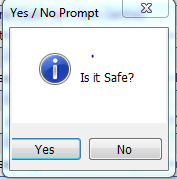 Yes / No Prompt
Is it Safe?
Yes
No